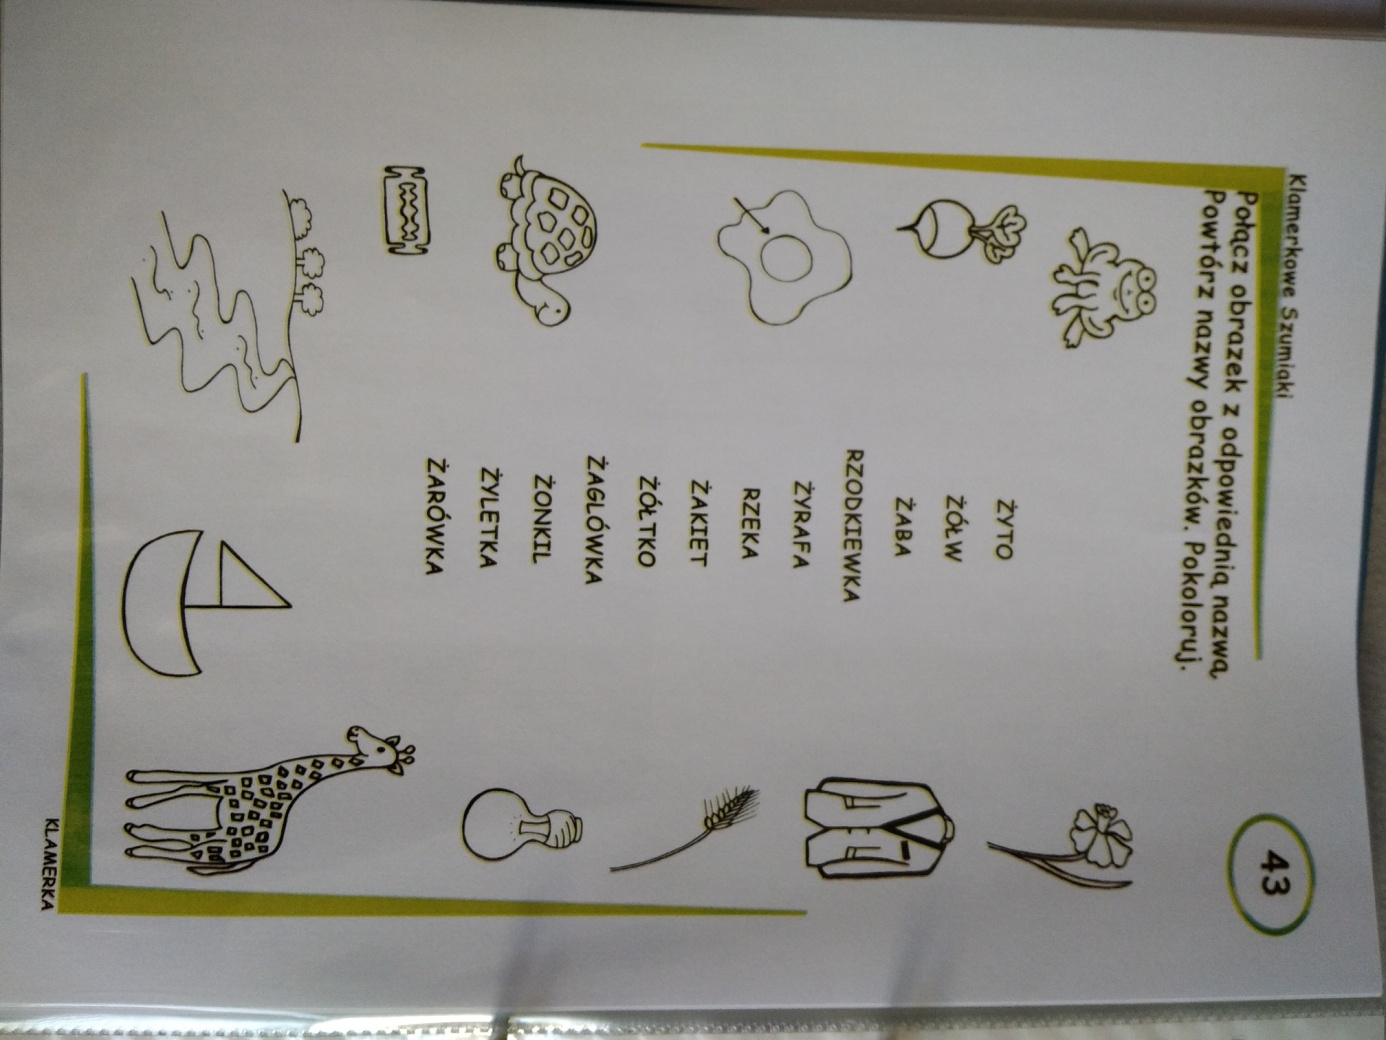 Klamerkowe Szumiaki
43
Połącz obrazek z odpowiednią nazwą
Powtórz nazwy obrazków. Pokoloruj.
ŻYTO
ŻÓŁW
ŻABA
RZODKIEWKA
ŻYRAFA
RZEKA
ŻAKIET
ŻÓŁTKO
ŻAGLÓWKA
ŻONKIL
ŻYLETKA
ŻARÓWKA
KLAMERKA